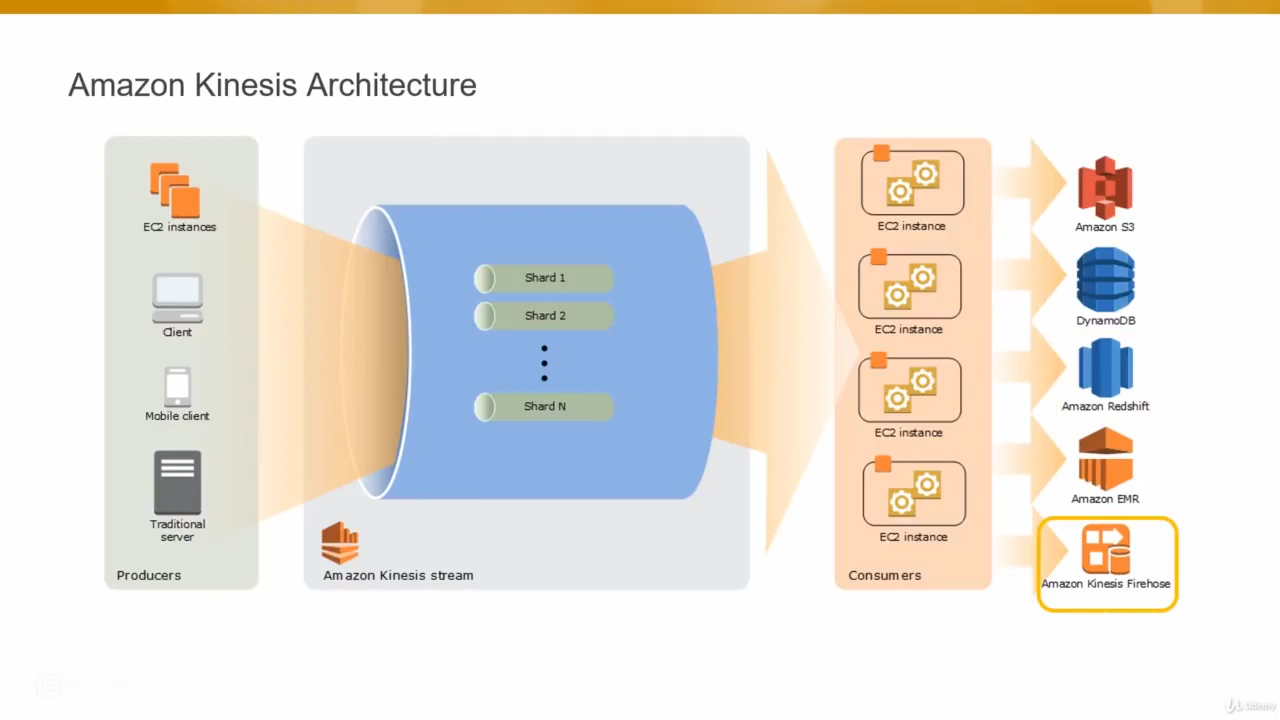 Amazon Kinesis Architecture
EC2 instances
Client
Mobile client
Traditional
server
Producers
Shard 1
Shard 2
Shard N
Amazon Kinesis stream
EC2 instance
EC2 instance
EC2 instance
EC2 instance
Consumers
Amazon S3
DynamoDB
Amazon Redshift
Amazon EMR
Amazon Kinesis Firehose
Udemy